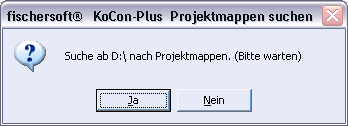 fischersoft® KoCon-Plus Projektmappen suchen
Suche ab D:\ nach Projektmappen. (Bitte warten)
Ja Nein